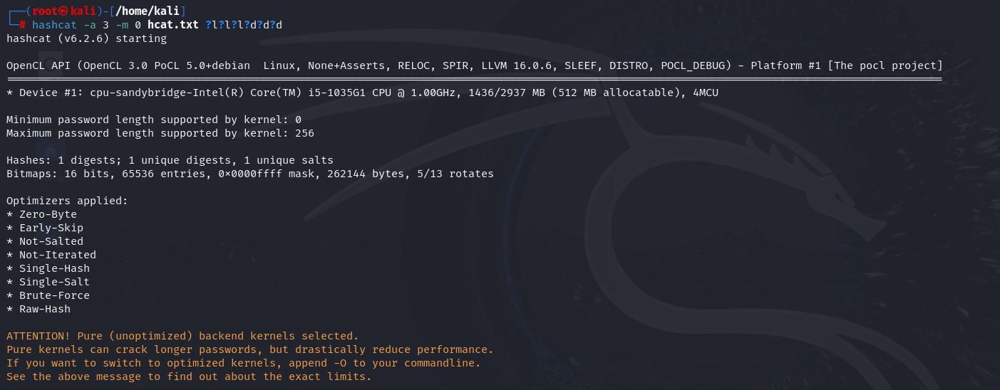 ┌──(root㉿kali)-[/home/kali]
└─# hashcat -a 3 -m 0 hcat.txt ?l?l?l?d?d?d
hashcat (v6.2.6) starting
OpenCL API (OpenCL 3.0 PoCL 5.0+debian  Linux, None+Asserts, RELOC, SPIR, LLVM 16.0.6, SLEEF, DISTRO, POCL_DEBUG) - Platform #1 [The pocl project]
==================================================================================================================================================
* Device #1: cpu-sandybridge-Intel(R) Core(TM) i5-1035G1 CPU @ 1.00GHz, 1436/2937 MB (512 MB allocatable), 4MCU
Minimum password length supported by kernel: 0
Maximum password length supported by kernel: 256
Hashes: 1 digests; 1 unique digests, 1 unique salts
Bitmaps: 16 bits, 65536 entries, 0x0000ffff mask, 262144 bytes, 5/13 rotates
Optimizers applied:
* Zero-Byte
* Early-Skip
* Not-Salted
* Not-Iterated
* Single-Hash
* Single-Salt
* Brute-Force
* Raw-Hash
ATTENTION! Pure (unoptimized) backend kernels selected.
Pure kernels can crack longer passwords, but drastically reduce performance.
If you want to switch to optimized kernels, append -O to your commandline.
See the above message to find out about the exact limits.